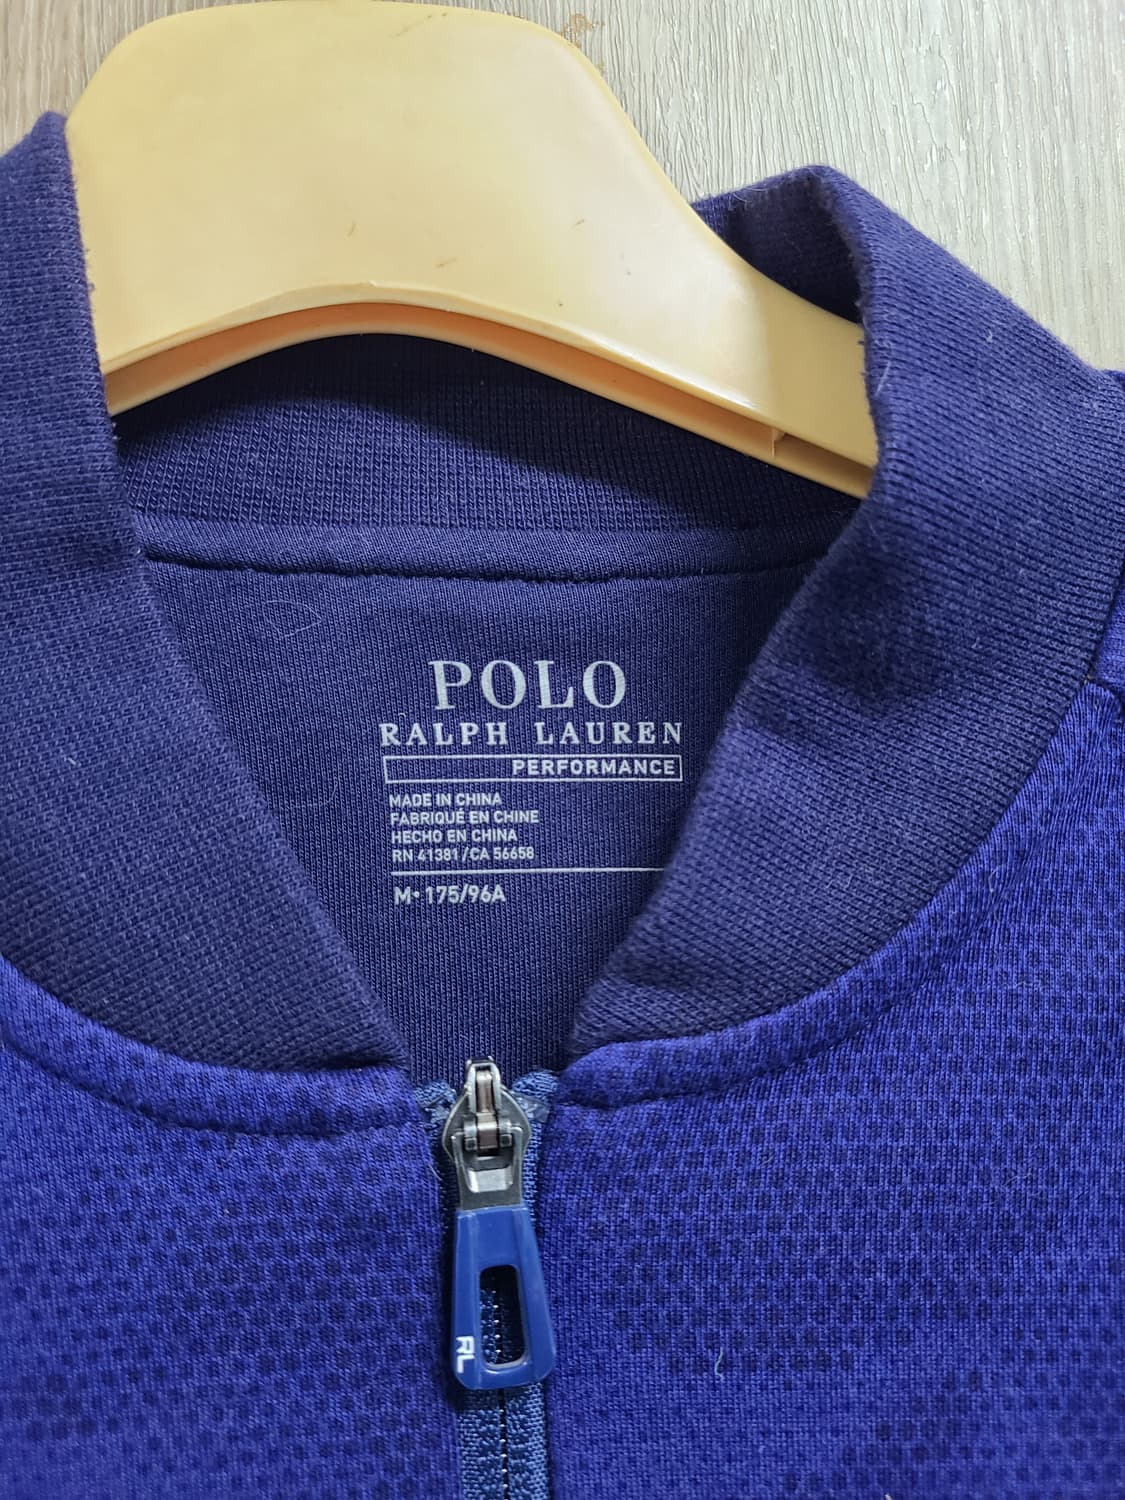 POLO
RALPH LAUREN
PERFORMANCE
MADE IN CHINA
FABRIQUÉ EN CHINE
HECHO EN CHINA
RN 41381/CA 56658
M• 175/96A
RL